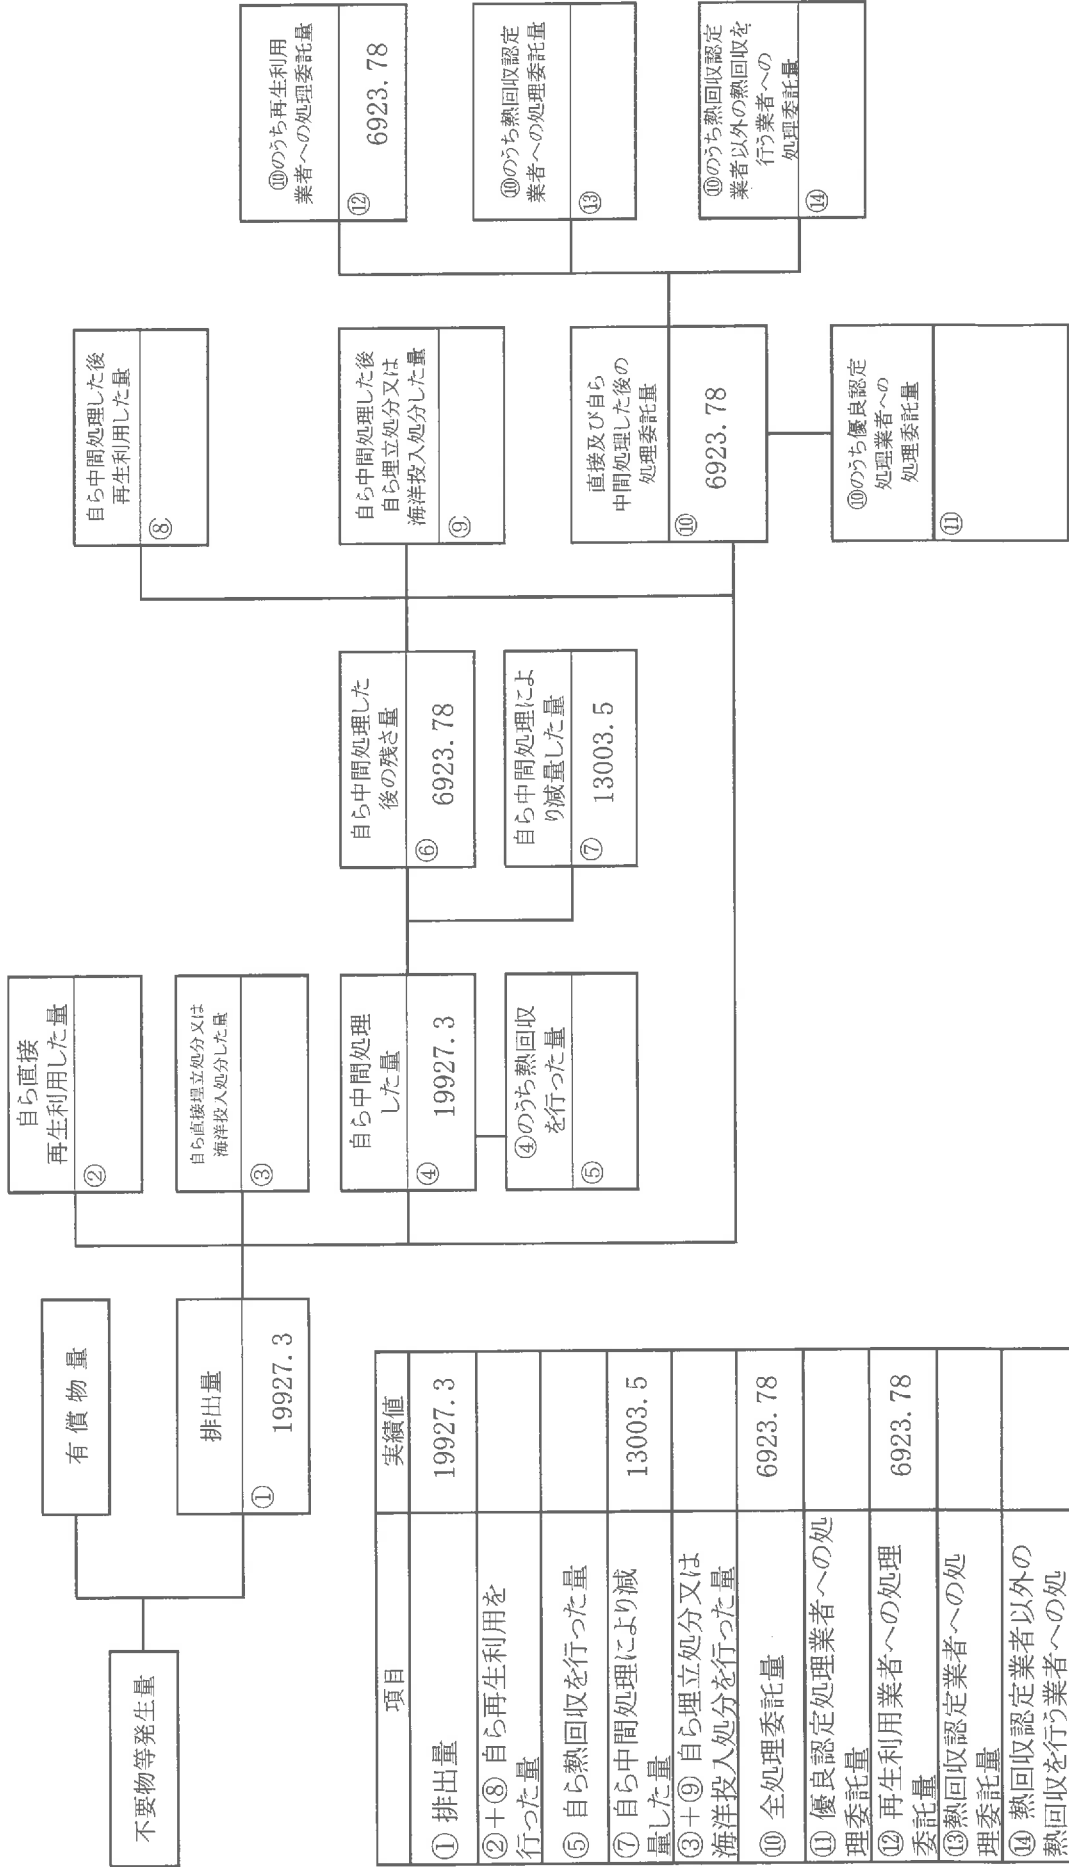 不要物等発生量
有償物量
排出量
①
19927.3
自ら直接
再生利用した量
②
自ら直接埋立処分又は
海洋投入処分した量
③
自ら中間処理
した量
④
19927.3
④のうち熱回収
を行った量
⑤
自ら中間処理した
後の残さ量
⑥
6923.78
自ら中間処理によ
り減量した量
⑦
13003.5
自ら中間処理した後
再生利用した量
⑧
自ら中間処理した後
自ら埋立処分又は
海洋投入処分した量
⑨
直接及び自ら
中間処理した後の
処理委託量
⑩
6923.78
⑩のうち優良認定
処理業者への
処理委託量
⑪
⑩のうち再生利用
業者への処理委託量
⑫
6923.78
⑩のうち熱回収認定
業者への処理委託量
⑬
⑩のうち熱回収認定
業者以外の熱回収を
行う業者への
処理委託量
⑭
項目
実績値
① 排出量
19927.3
②+⑧ 自ら再生利用を
行った量
⑤ 自ら熱回収を行った量
⑦ 自ら中間処理により減
量した量
13003.5
③+⑨ 自ら埋立処分又は
海洋投入処分を行った量
⑩ 全処理委託量
6923.78
⑪ 優良認定処理業者への処
理委託量
⑫ 再生利用業者への処理
委託量
6923.78
⑬熱回収認定業者への処
理委託量
⑭ 熱回収認定業者以外の
熱回収を行う業者への処